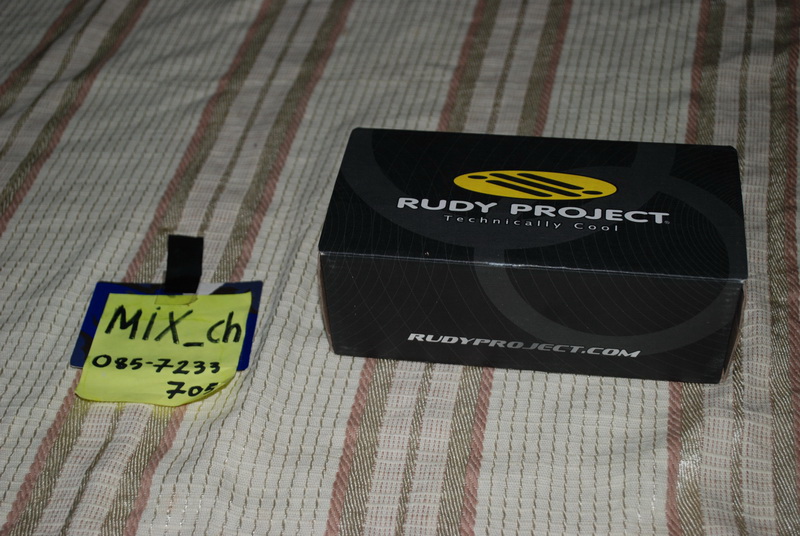 RUDY PROJECT
Technically Cool
RUDYPROJECT.COM
MiX_ch
085-7233
705